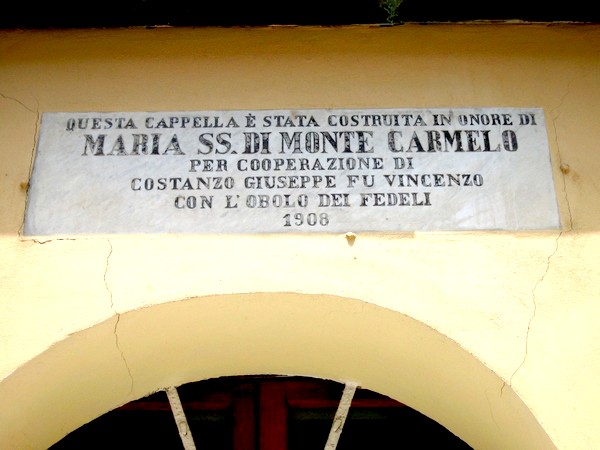 QUESTA CAPPELLA È STATA COSTRUITA IN ONORE DI
MARIA SS. DI MONTE CARMELO
PER COOPERAZIONE DI
COSTANZO GIUSEPPE FU VINCENZO
CON L'OBOLO DEI FEDELI
1908